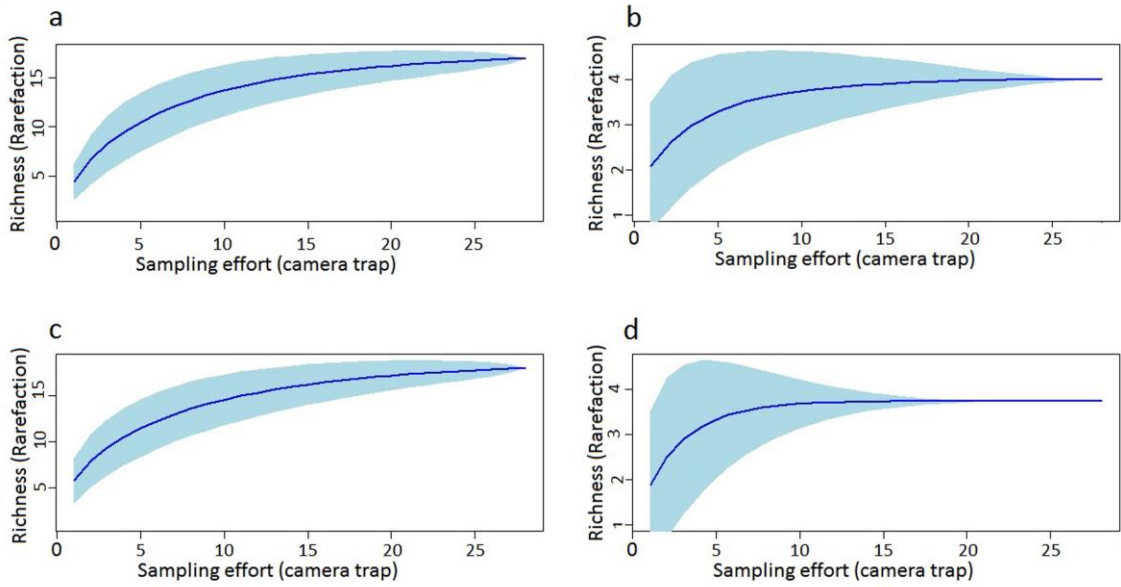 a
Richness (Rarefaction)
15
10
5
0 5 10 15 20 25
Sampling effort (camera trap)
b
Richness (Rarefaction)
4
3
2
1
0 5 10 15 20 25
Sampling effort (camera trap)
c
Richness (Rarefaction)
15
10
5
0 5 10 15 20 25
Sampling effort (camera trap)
d
Richness (Rarefaction)
4
3
2
1
0 5 10 15 20 25
Sampling effort (camera trap)